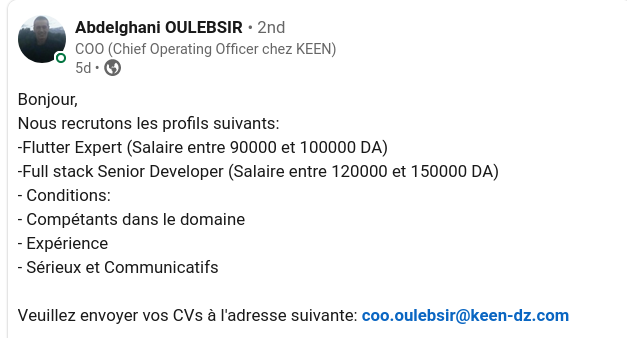 Abdelghani OULEBSIR • 2nd
COO (Chief Operating Officer chez KEEN)
5d •
Bonjour,
Nous recrutons les profils suivants:
-Flutter Expert (Salaire entre 90000 et 100000 DA)
-Full stack Senior Developer (Salaire entre 120000 et 150000 DA)
- Conditions:
- Compétants dans le domaine
- Expérience
- Sérieux et Communicatifs
Veuillez envoyer vos CVs à l'adresse suivante: coo.oulebsir@keen-dz.com